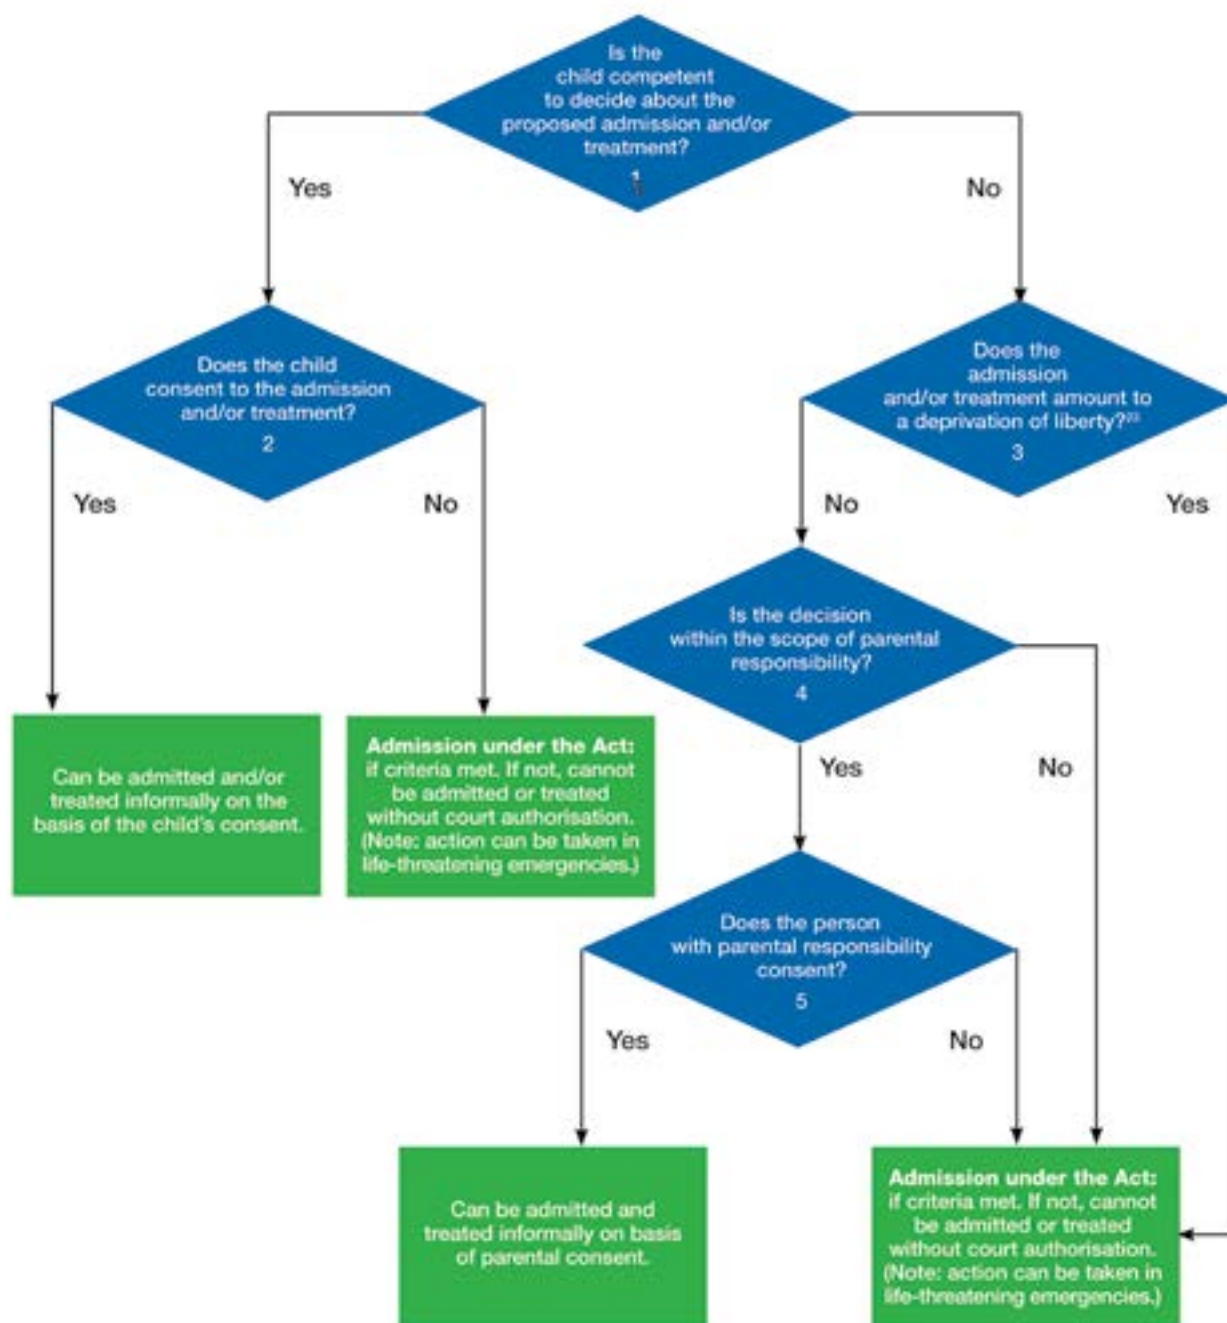 Is the
child competent
to decide about the
proposed admission and/or
treatment?
1
Yes
No
Does the child
consent to the admission
and/or treatment?
2
Does the
admission
and/or treatment amount to
a deprivation of liberty?²³
3
Yes
No
No
Yes
Is the decision
within the scope of parental
responsibility?
4
Can be admitted and/or
treated informally on the
basis of the child's consent.
Admission under the Act:
if criteria met. If not, cannot
be admitted or treated
without court authorisation.
(Note: action can be taken in
life-threatening emergencies.)
Yes
No
Does the person
with parental responsibility
consent?
5
Yes
No
Can be admitted and
treated informally on basis
of parental consent.
Admission under the Act:
if criteria met. If not, cannot
be admitted or treated
without court authorisation.
(Note: action can be taken in
life-threatening emergencies.)